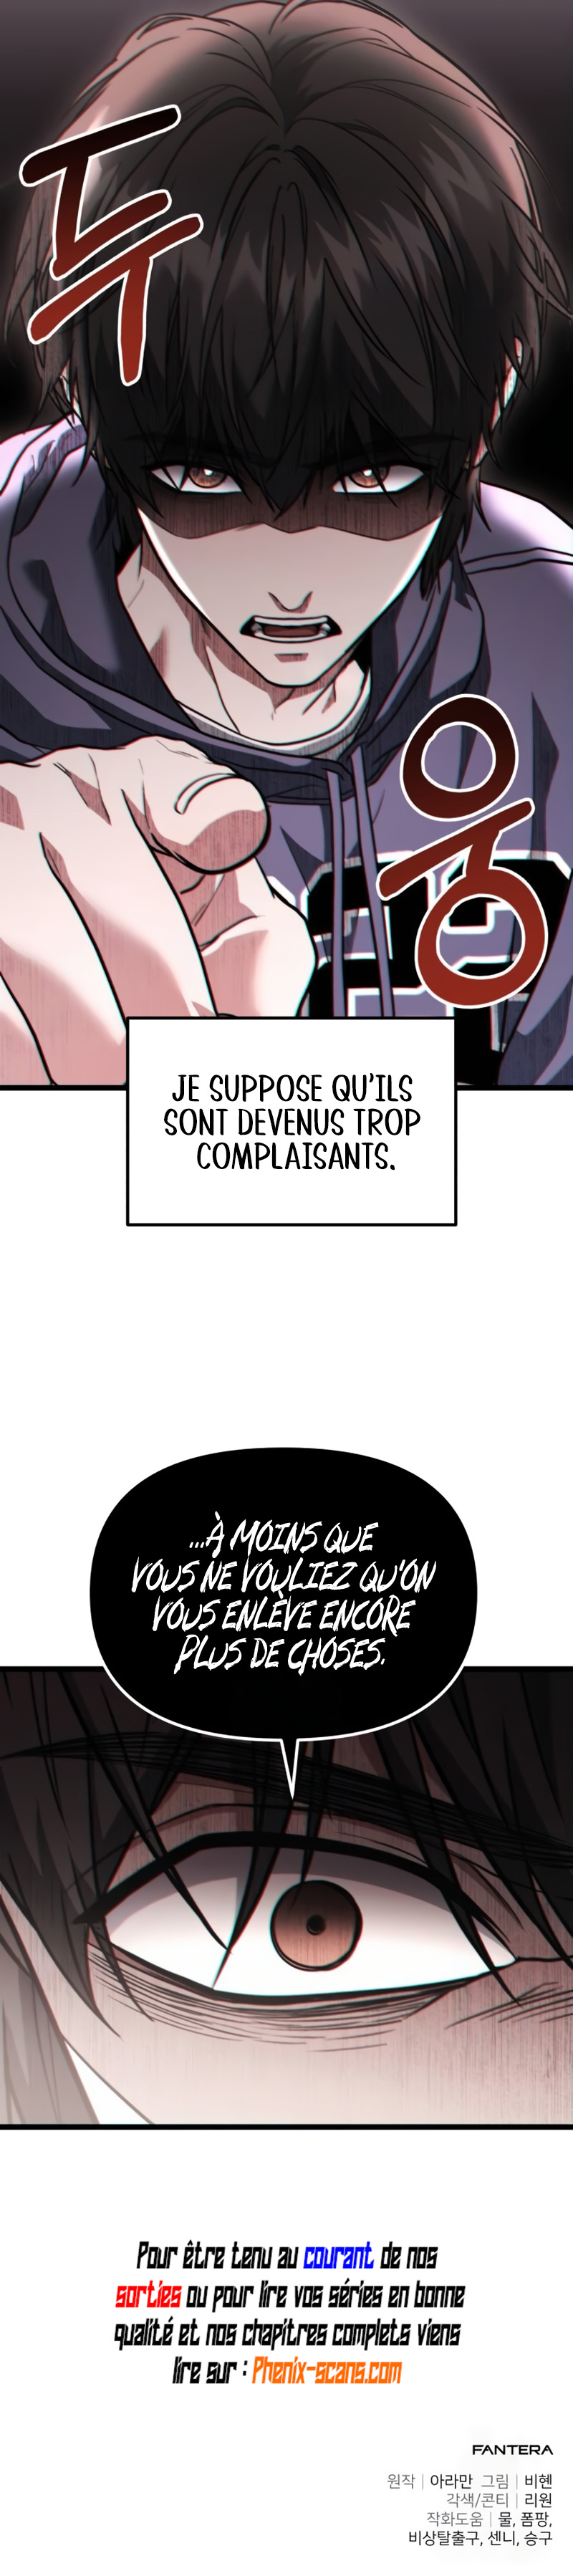 두
웅
JE SUPPOSE QU'ILS
SONT DEVENUS TROP
COMPLAISANTS.
...À MOINS QUE
VOUS NE VOULIEZ QU'ON
VOUS ENLÈVE ENCORE
PLUS DE CHOSES.
Pour être tenu au courant de nos
sorties ou pour lire vos séries en bonne
qualité et nos chapitres complets viens
lire sur : Phenix-scans.com
FANTERA
원작 | 아라만 그림 | 비헨
각색/콘티 | 리원
작화도움 | 물, 폼팡,
비상탈출구, 센니, 승구